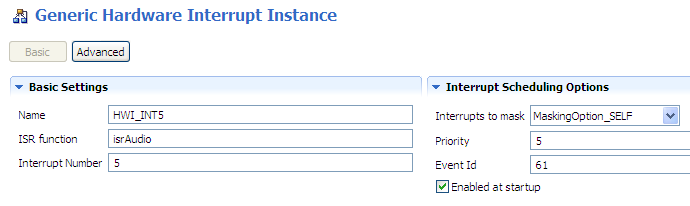 Generic Hardware Interrupt Instance
Basic Advanced
Basic Settings
Name HWI_INT5
ISR function isrAudio
Interrupt Number 5
Interrupt Scheduling Options
Interrupts to mask MaskingOption_SELF
Priority 5
Event Id 61
Enabled at startup